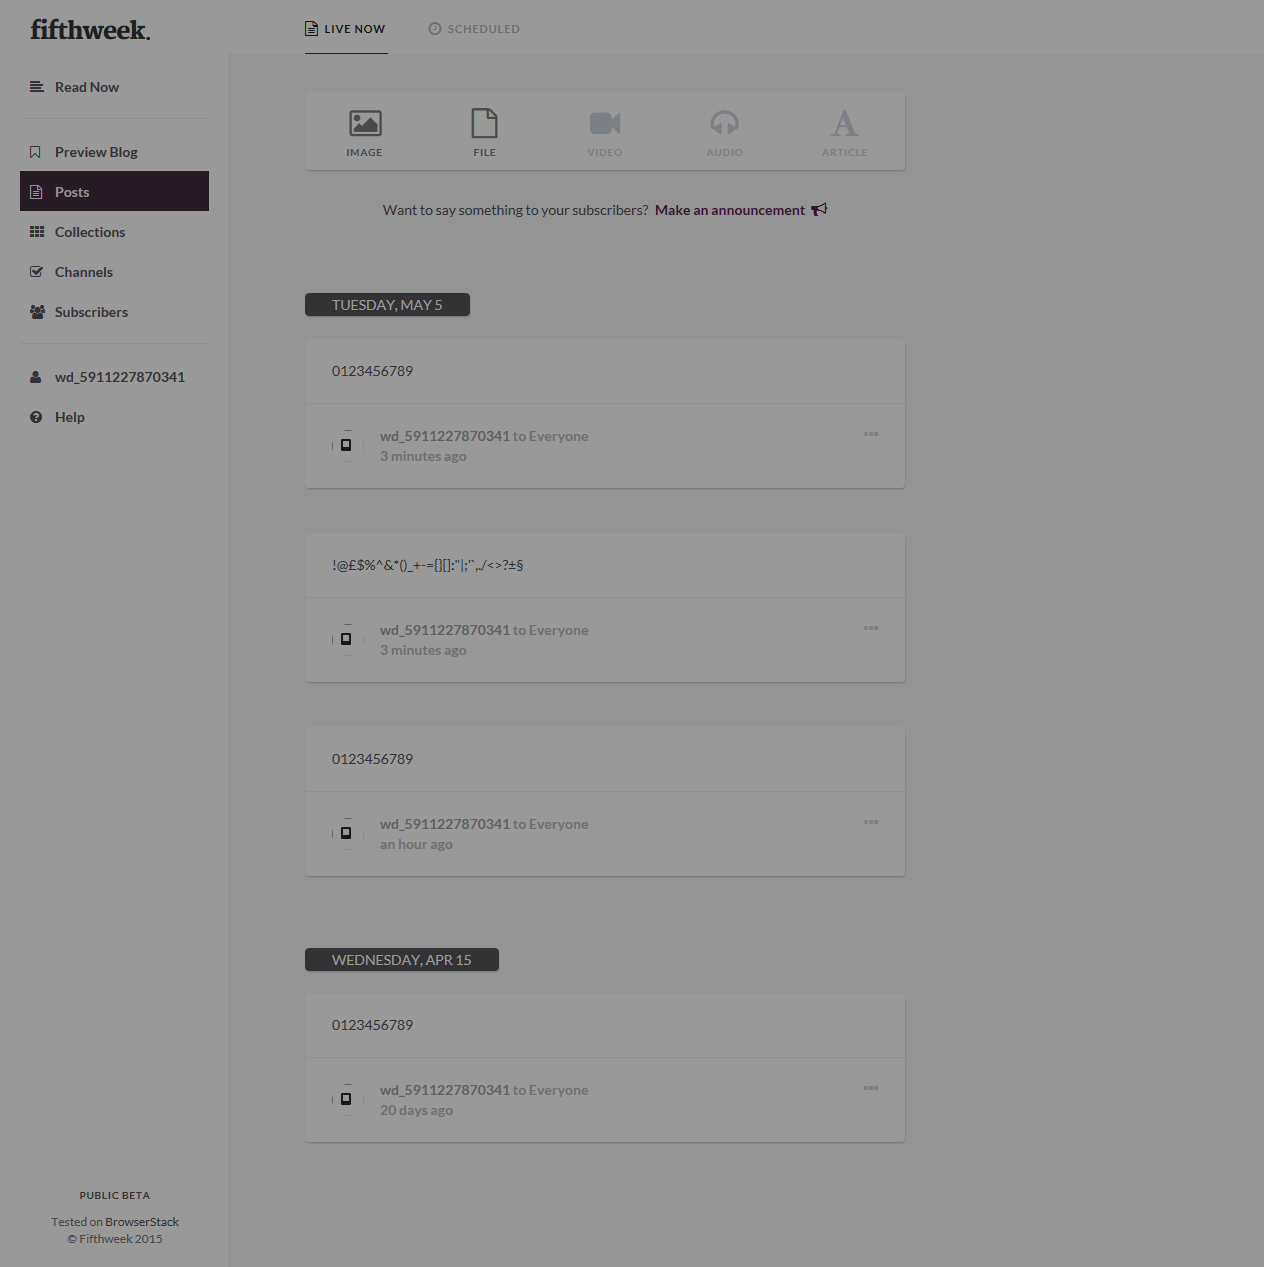 fifthweek.
LIVE NOW
SCHEDULED
Read Now
Preview Blog
Posts
Collections
Channels
Subscribers
wd_5911227870341
Help
IMAGE
FILE
VIDEO
AUDIO
ARTICLE
Want to say something to your subscribers? Make an announcement
TUESDAY, MAY 5
0123456789
wd_5911227870341 to Everyone
3 minutes ago
!@£$%^&*()_+-={}[]:"|;'`,./<>?±§
wd_5911227870341 to Everyone
3 minutes ago
0123456789
wd_5911227870341 to Everyone
an hour ago
WEDNESDAY, APR 15
0123456789
wd_5911227870341 to Everyone
20 days ago
PUBLIC BETA
Tested on BrowserStack
© Fifthweek 2015